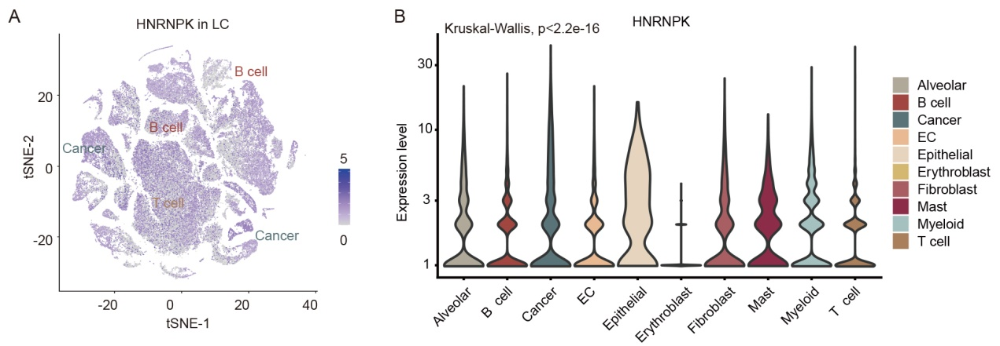 A
HNRNPK in LC
tSNE-2
20
0
-20
B cell
B cell
Cancer
T cell
Cancer
5
0
-20
0
20
40
tSNE-1
B
HNRNPK
Kruskal-Wallis, p<2.2e-16
Expression level
30
10
3
1
Alveolar
B cell
Cancer
EC
Epithelial
Erythroblast
Fibroblast
Mast
Myeloid
T cell
Alveolar
B cell
Cancer
EC
Epithelial
Erythroblast
Fibroblast
Mast
Myeloid
T cell